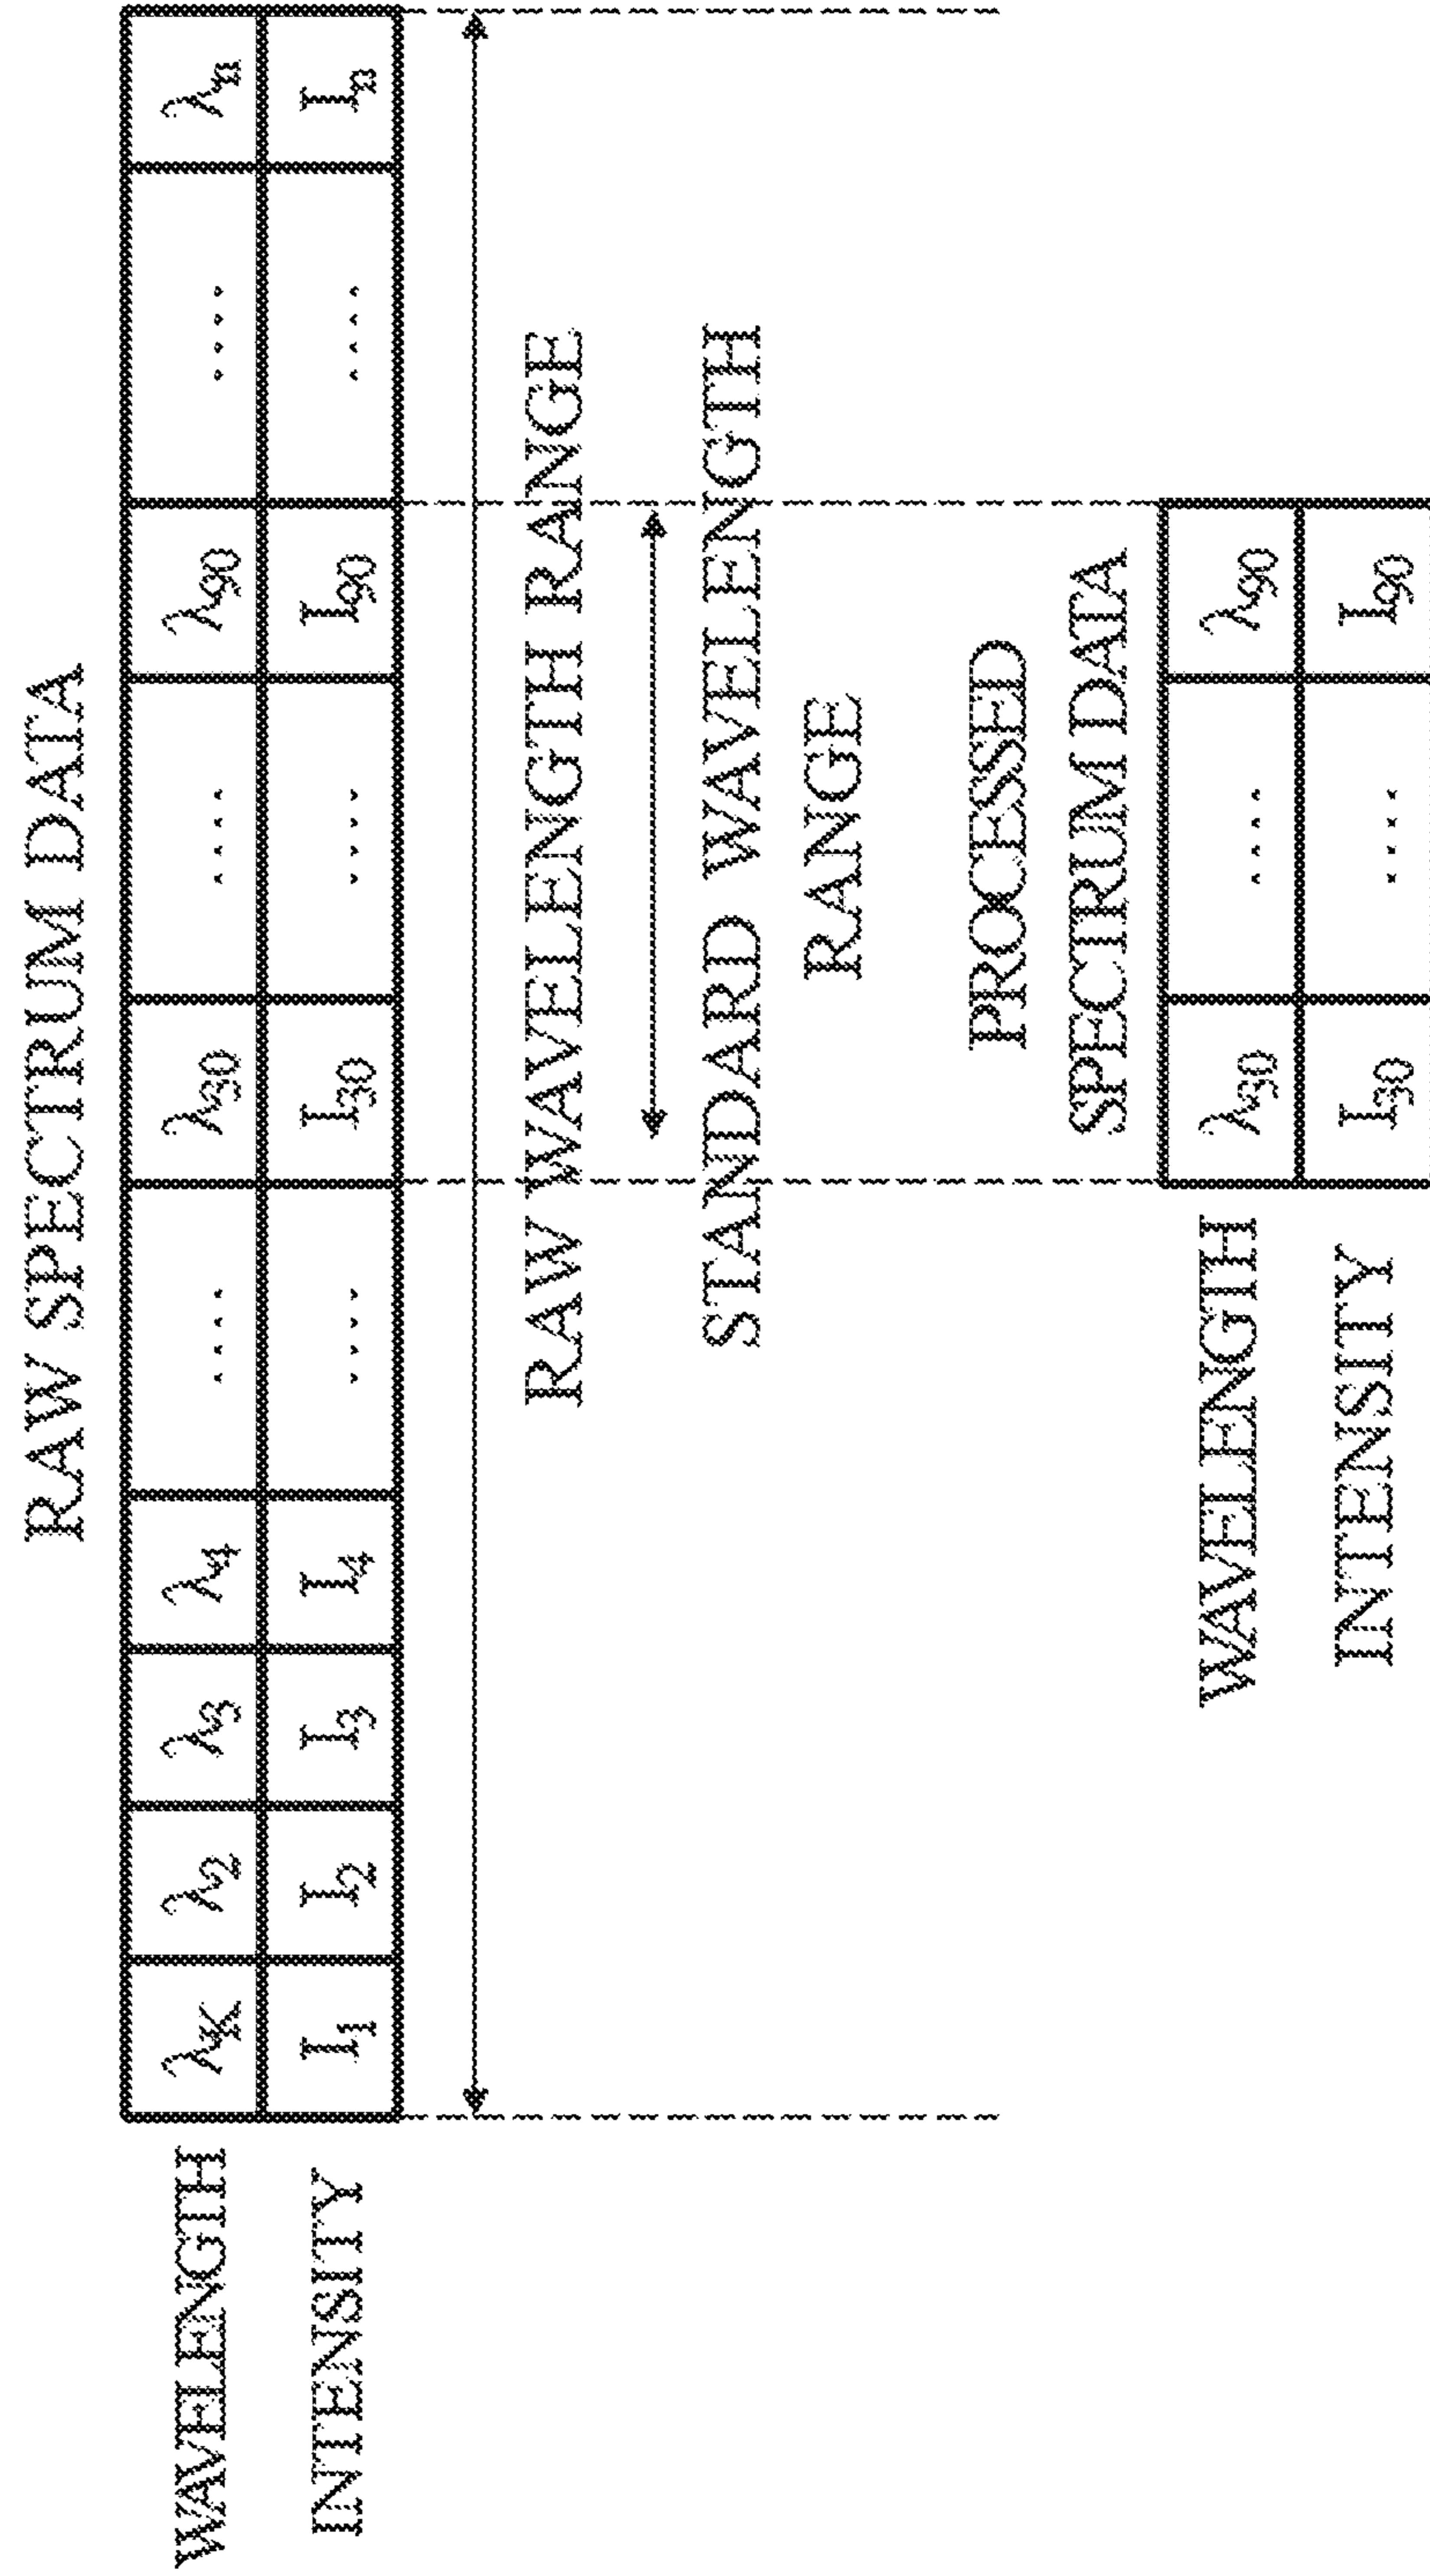 RAW SPECTRUM DATA
WAVELENGTH λK λ2 λ3 λ4 .... λ30 .... λ90 .... λn
INTENSITY I1 I2 I3 I4 .... I30 .... I90 .... In
RAW WAVELENGTH RANGE
STANDARD WAVELENGTH
RANGE
PROCESSED
SPECTRUM DATA
WAVELENGTH λ30 .... λ90
INTENSITY I30 .... I90